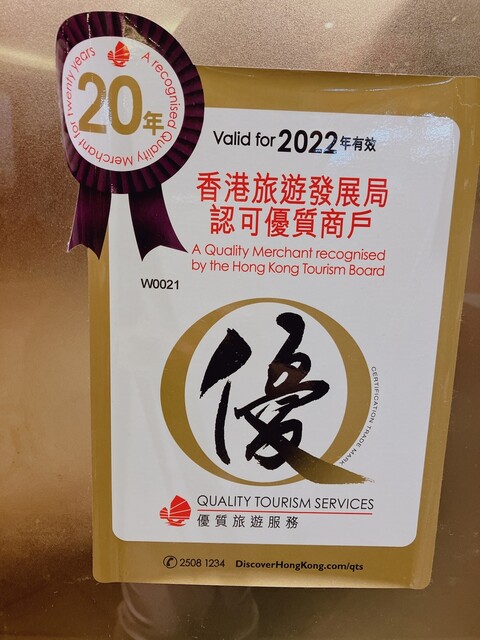 A recognised Quality Merchant for twenty years
20年
Valid for 2022年有效
香港旅遊發展局
認可優質商戶
A Quality Merchant recognised
by the Hong Kong Tourism Board
W0021
優
CERTIFICATION TRADE MARK
QUALITY TOURISM SERVICES
優質旅遊服務
2508 1234 DiscoverHongKong.com/qts